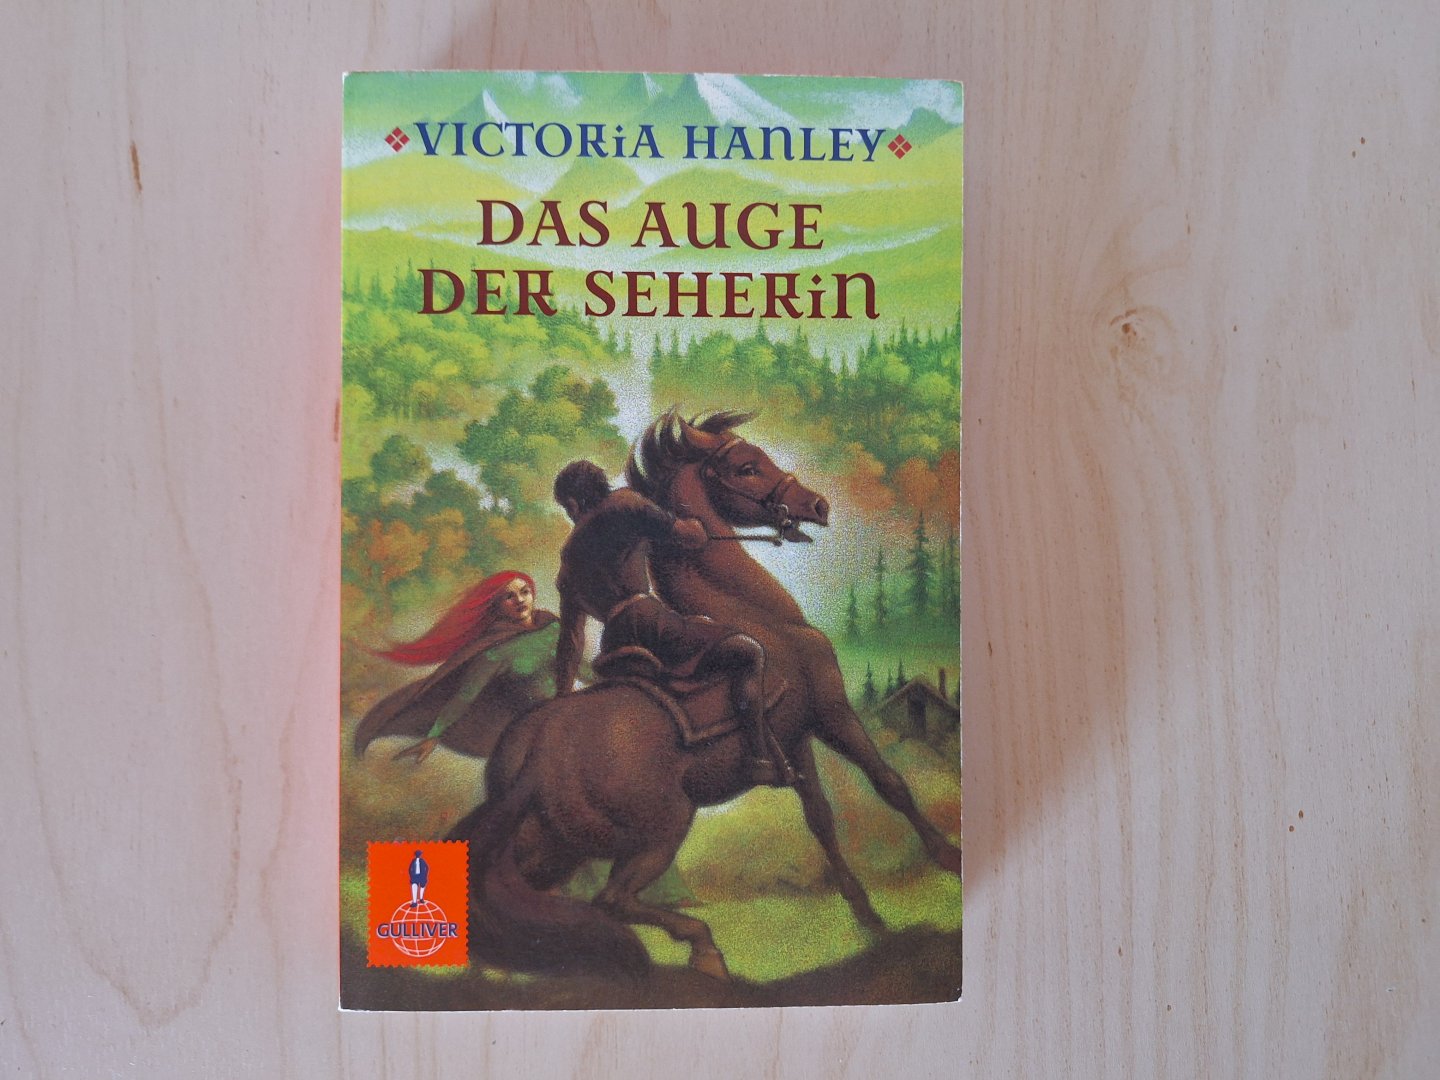 VICTORiA HANLEY
DAS AUGE
DER SEHERiN
GULLIVER